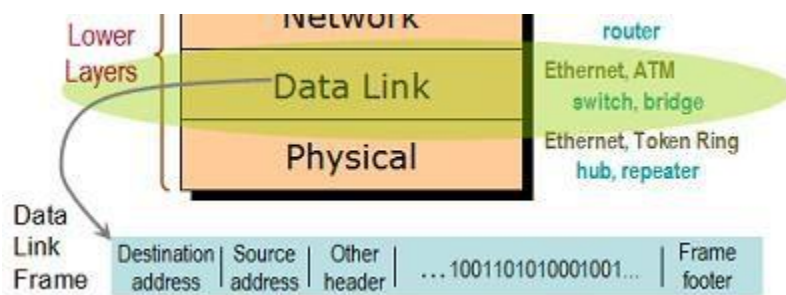 Network
router
Lower
Layers
Data Link
Ethernet, ATM
switch, bridge
Physical
Ethernet, Token Ring
hub, repeater
Data
Link
Frame
Destination
address
Source
address
Other
header
...1001101010001001...
Frame
footer